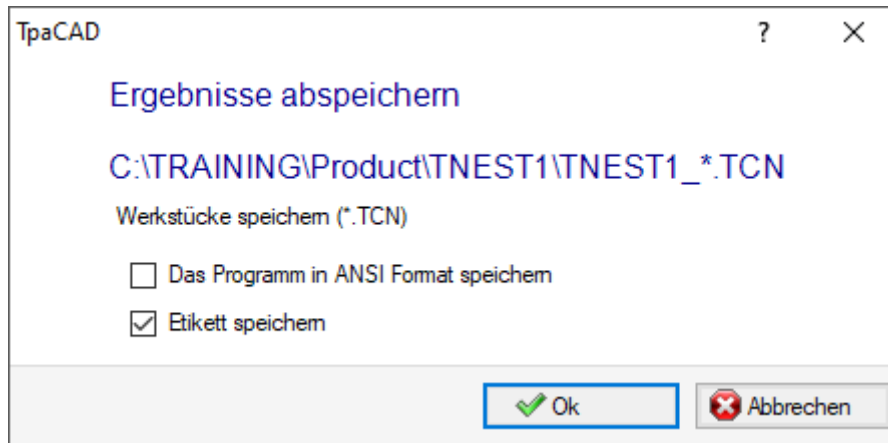 TpaCAD
?
Ergebnisse abspeichern
C:\TRAINING\Product\TNEST1\TNEST1_*.TCN
Werkstücke speichern (*.TCN)
Das Programm in ANSI Format speichern
Etikett speichern
Ok
Abbrechen